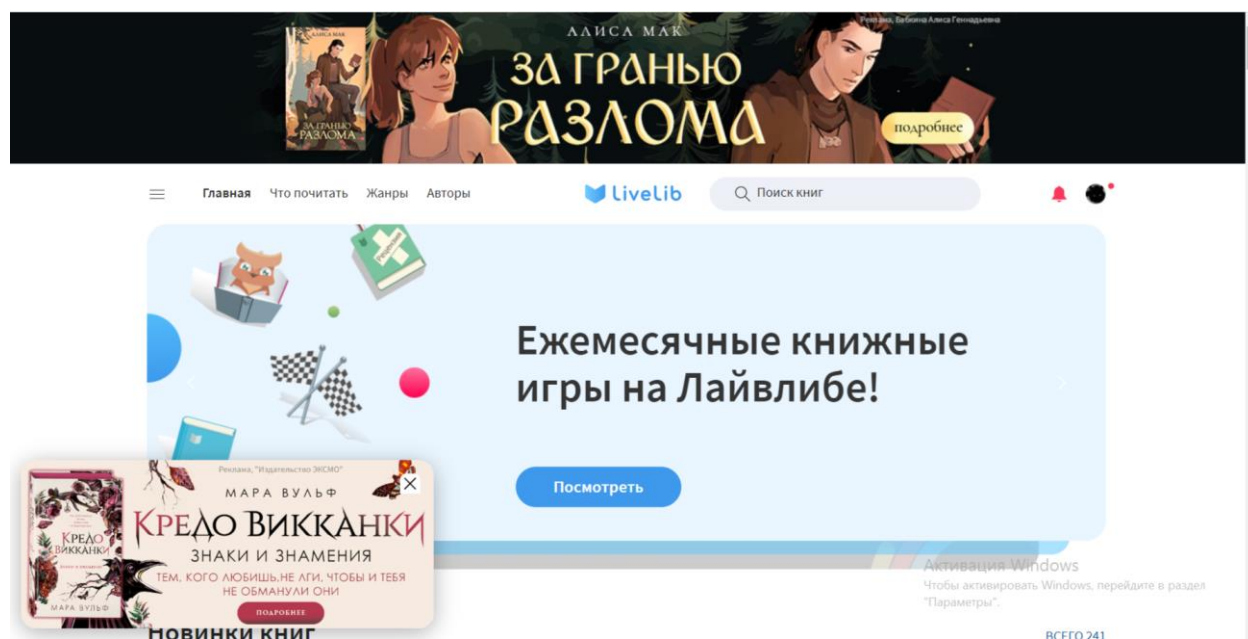 Реклама, Бабкина Алиса Геннадьевна
АЛИСА МАК
АЛИСА МАК
ЗА ГРАНЬЮ
РАЗЛОМА
ЗА ГРАНЬЮ
РАЗЛОМА
подробнее
Главная Что почитать Жанры Авторы LiveLib Поиск книг
Рецензии
Ежемесячные книжные
игры на Лайвлибе!
Посмотреть
Реклама, "Издательство ЭКСМО"
МАРА ВУЛЬФ
КРЕДО ВИККАНКИ
ЗНАКИ И ЗНАМЕНИЯ
ТЕМ, КОГО ЛЮБИШЬ,НЕ ЛГИ, ЧТОБЫ И ТЕБЯ
НЕ ОБМАНУЛИ ОНИ
ПОДРОБНЕЕ
КРЕДО
ВИККАНКИ
МАРА ВУЛЬФ
Активация Windows
Чтобы активировать Windows, перейдите в раздел
"Параметры".
Новинки книг
ВСЕГО 241